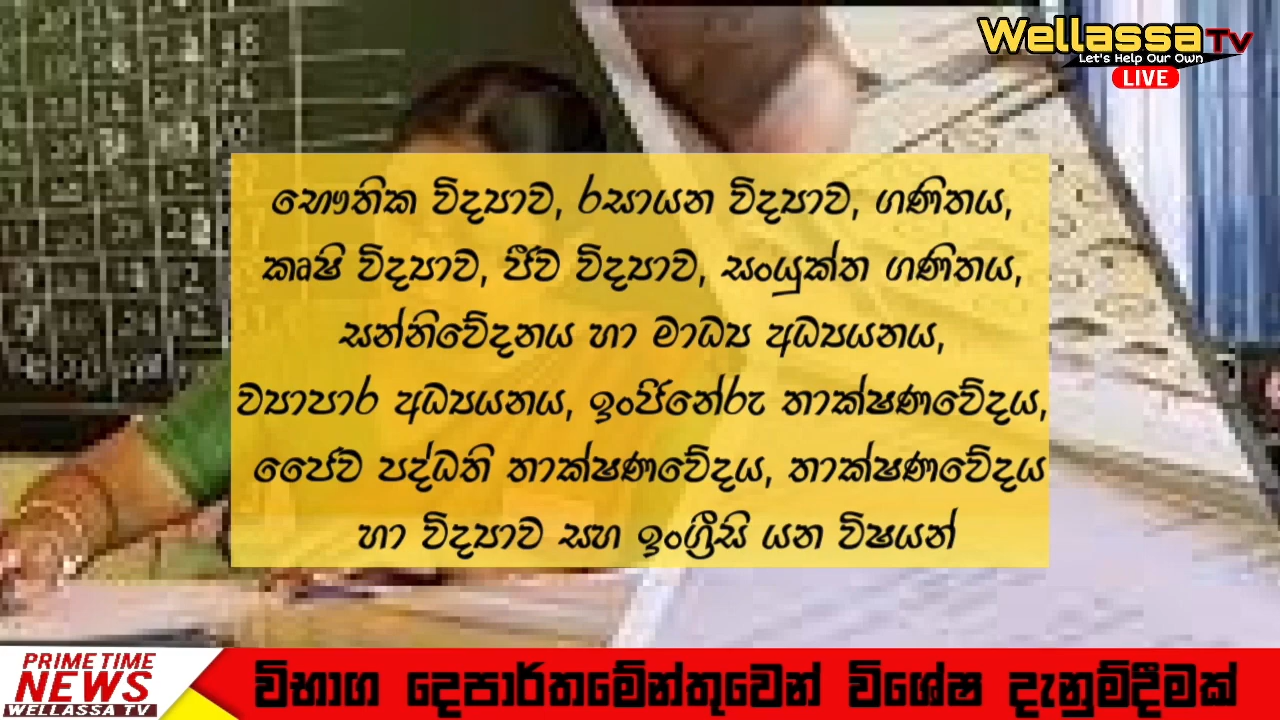 Wellassa Tv
Let's Help Our Own
LIVE
භෞතික විද්‍යාව, රසායන විද්‍යාව, ගණිතය,
කෘෂි විද්‍යාව, ජීව විද්‍යාව, සංයුක්ත ගණිතය,
සන්නිවේදනය හා මාධ්‍ය අධ්‍යයනය,
ව්‍යාපාර අධ්‍යයනය, ඉංජිනේරු තාක්ෂණවේදය,
ජෛව පද්ධති තාක්ෂණවේදය, තාක්ෂණවේදය
හා විද්‍යාව සහ ඉංග්‍රීසි යන විෂයන්
PRIME TIME
NEWS
WELLASSA TV
විභාග දෙපාර්තමේන්තුවෙන් විශේෂ දැනුම්දීමක්